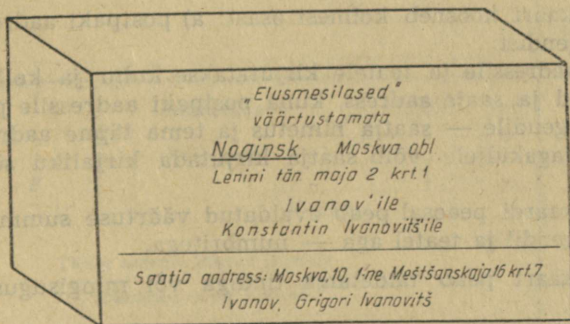 „Elusmesilased"
väärtustamata
Noginsk, Moskva obl.
Lenini tän maja 2 krt. 1
Ivanov'ile
Konstantin Ivanovitš'ile
Saatja aadress: Moskva, 10, 1-ne Meštšanskaja 16 krt. 7
Ivanov, Grigori Ivanovitš